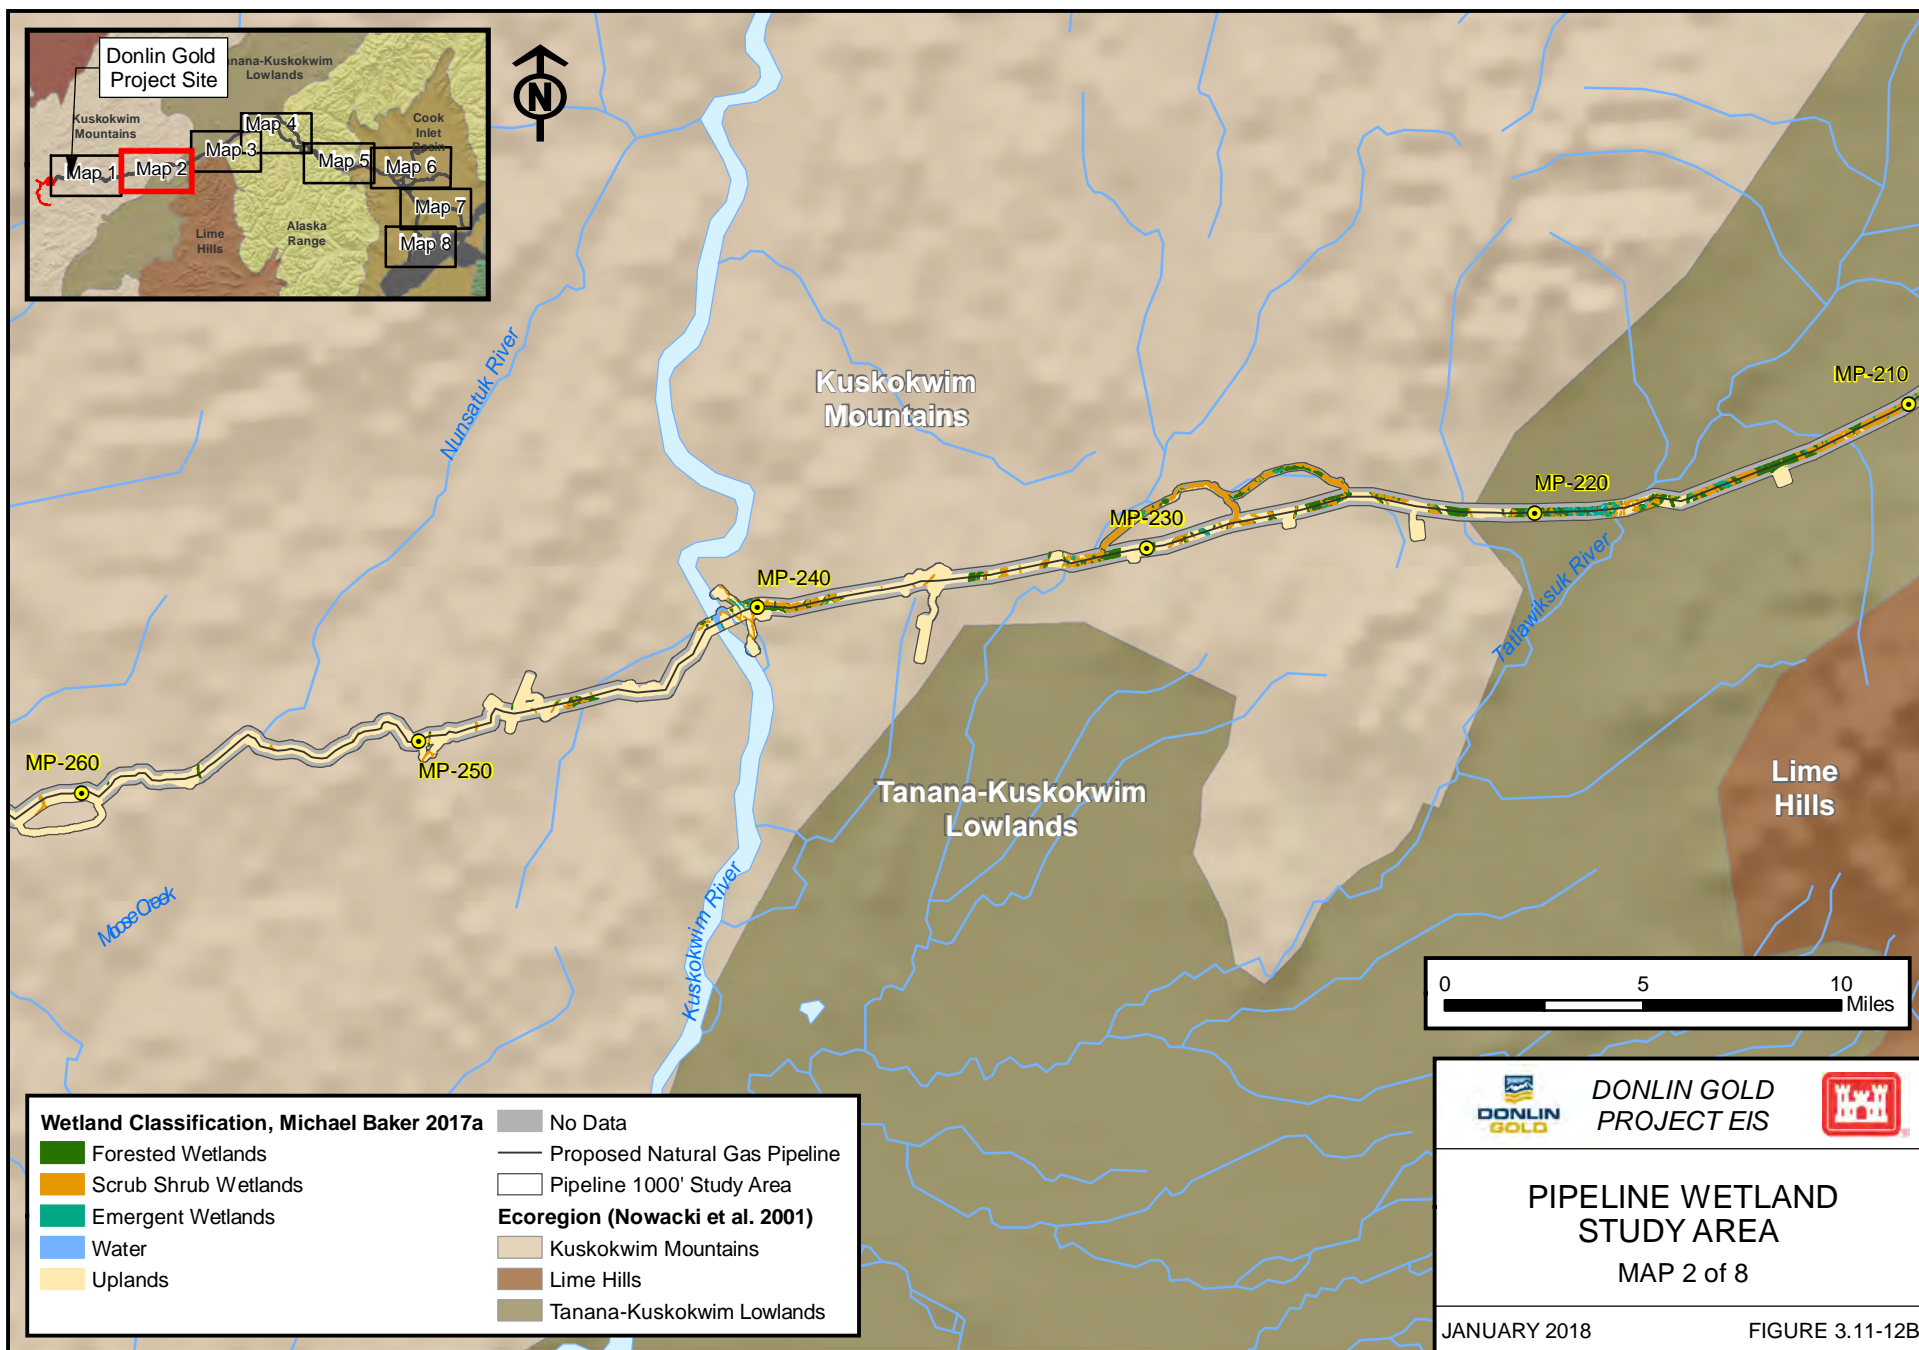 Donlin Gold
Project Site
nana-Kuskokwim
Lowlands
Kuskokwim
Mountains
Cook
Inlet
Basin
Lime
Hills
Alaska
Range
Map 1
Map 2
Map 3
Map 4
Map 5
Map 6
Map 7
Map 8
N
Nunsatuk River
Kuskokwim
Mountains
MP-210
MP-220
MP-230
MP-240
MP-250
MP-260
Tatlawiksuk River
Tanana-Kuskokwim
Lowlands
Lime
Hills
Moose Creek
Kuskokwim River
0 5 10
Miles
Wetland Classification, Michael Baker 2017a
Forested Wetlands
Scrub Shrub Wetlands
Emergent Wetlands
Water
Uplands
No Data
Proposed Natural Gas Pipeline
Pipeline 1000' Study Area
Ecoregion (Nowacki et al. 2001)
Kuskokwim Mountains
Lime Hills
Tanana-Kuskokwim Lowlands
DONLIN
GOLD
DONLIN GOLD
PROJECT EIS
PIPELINE WETLAND
STUDY AREA
MAP 2 of 8
JANUARY 2018 FIGURE 3.11-12B